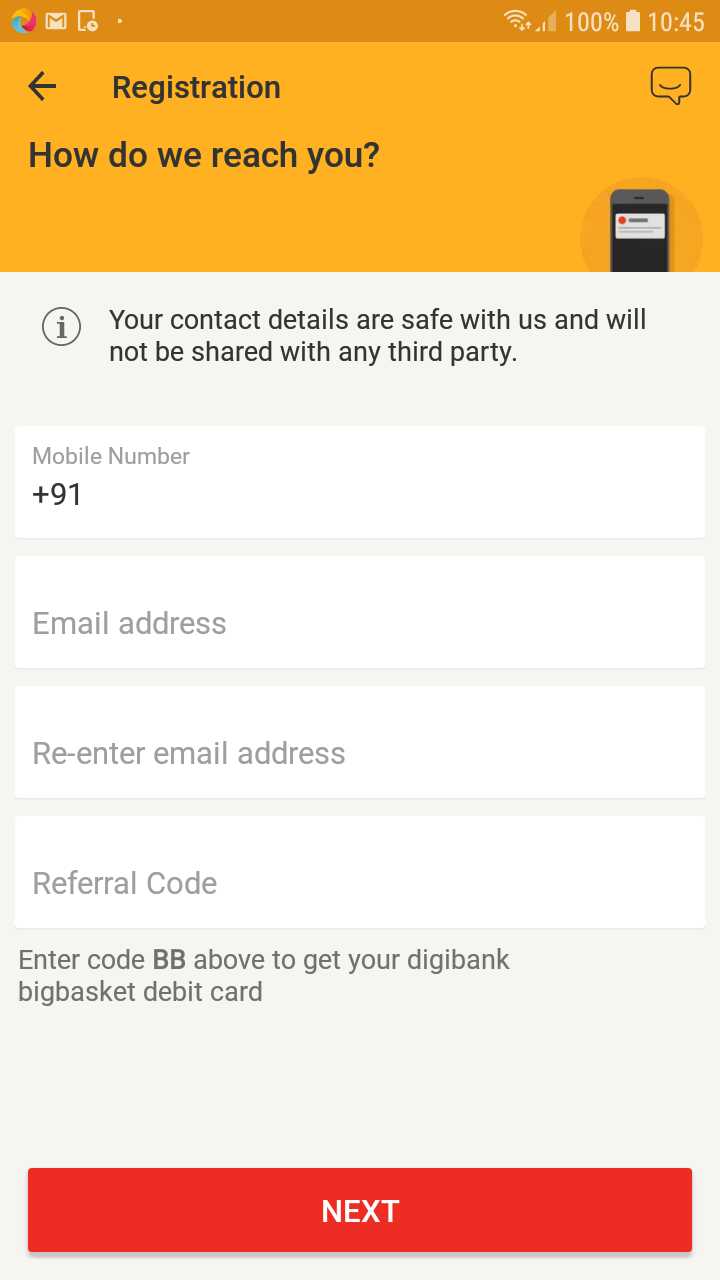 100% 10:45
Registration
How do we reach you?
Your contact details are safe with us and will
not be shared with any third party.
Mobile Number
+91
Email address
Re-enter email address
Referral Code
Enter code BB above to get your digibank
bigbasket debit card
NEXT